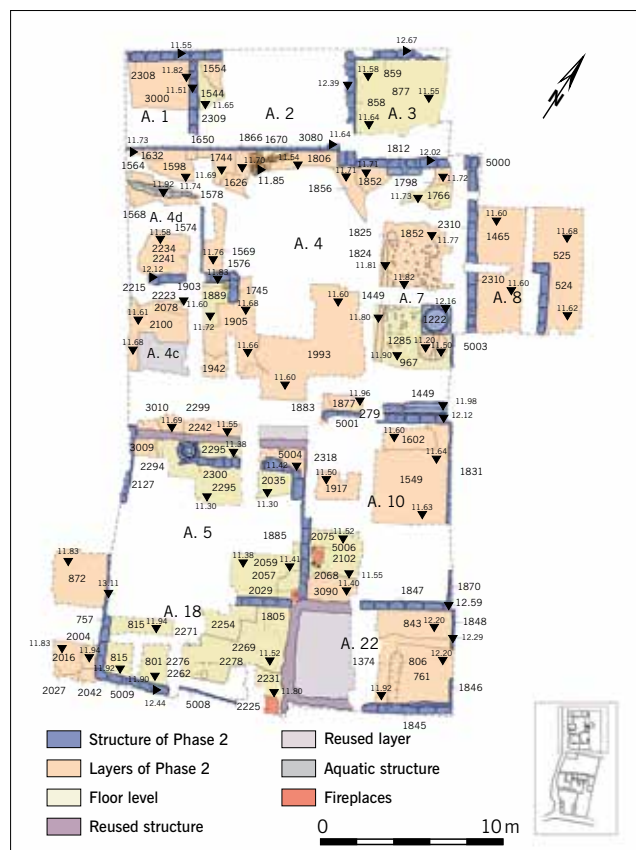 11.55
12.67
2308 11.82 1554
11.58 859
11.51 1544
12.39 877 11.55
3000 11.65
858
A. 1 2309 A. 2 11.64 A. 3
11.73 1650 1866 1670 3080 11.64 1812 12.02
1564 1632 1744 11.70 11.54 1806 5000
1598 11.69 1626 11.85 11.71 11.71 1852 1798 11.72
11.92 11.74 1578 1856 11.73 1766
1568 A. 4d 1574 A. 4 1825 1852 2310 11.60
11.58 11.77 1465 11.68
2234 11.76 1569 1824 525
2241 1576 11.81
12.12 11.83 11.82 2310 11.60 524
2215 1903 1889 1745 1449 A. 7 12.16 A. 8
2223 11.60 11.68 11.60
2078 11.80 1222 11.62
11.61 2100 11.72 1905
1285 11.20 11.50 5003
11.68 A. 4c 11.66 1993 11.90 967
1942 11.60
1883 1877 11.96 1449 11.98
5001 279 12.12
3010 2299
11.69 2242 11.55 11.60 1602
3009 2295 11.38 5004 2318 11.64
2294 2300 11.42 11.50 1549 1831
2127 2295 2035 1917
11.30 11.30 A. 10 11.63
A. 5 1885 2075 11.52
5006
11.83 11.38 2059 11.41 2102
872 2057 2068 11.55
13.11 2029 3090 11.40 1847 1870
A. 18 1805 12.59
757 815 11.94 2254 A. 22 843 12.20 1848
11.83 2004 2271 12.29
2016 11.94 2269 1374 806 12.20
11.92 815 801 2276 2278 11.52 761
2262 2231
2027 2042 11.90 11.80 11.92 1846
5009 12.44 5008 2225
1845
Structure of Phase 2
Layers of Phase 2
Floor level
Reused structure
Reused layer
Aquatic structure
Fireplaces
0 10 m